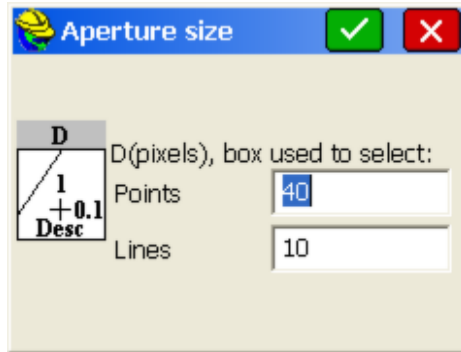 Aperture size
D
1
+0.1
Desc
D(pixels), box used to select:
Points 40
Lines 10